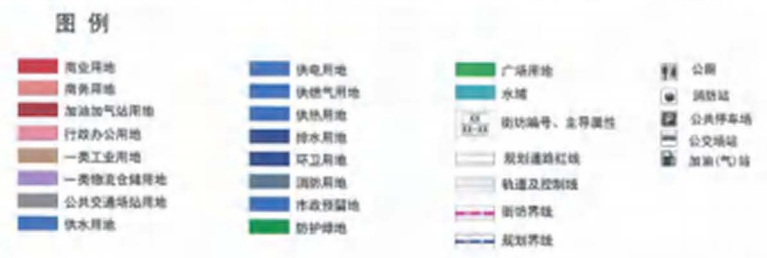 图 例
商业用地
商务用地
加油加气站用地
行政办公用地
一类工业用地
一类物流仓储用地
公共交通场站用地
供水用地
供电用地
供燃气用地
供热用地
排水用地
环卫用地
消防用地
市政预留地
防护绿地
广场用地
水域
XX
XX-XX
街坊编号、主导属性
规划道路红线
轨道及控制线
街坊界线
规划界线
公厕
消防站
P
公共停车场
公交场站
加油(气)站